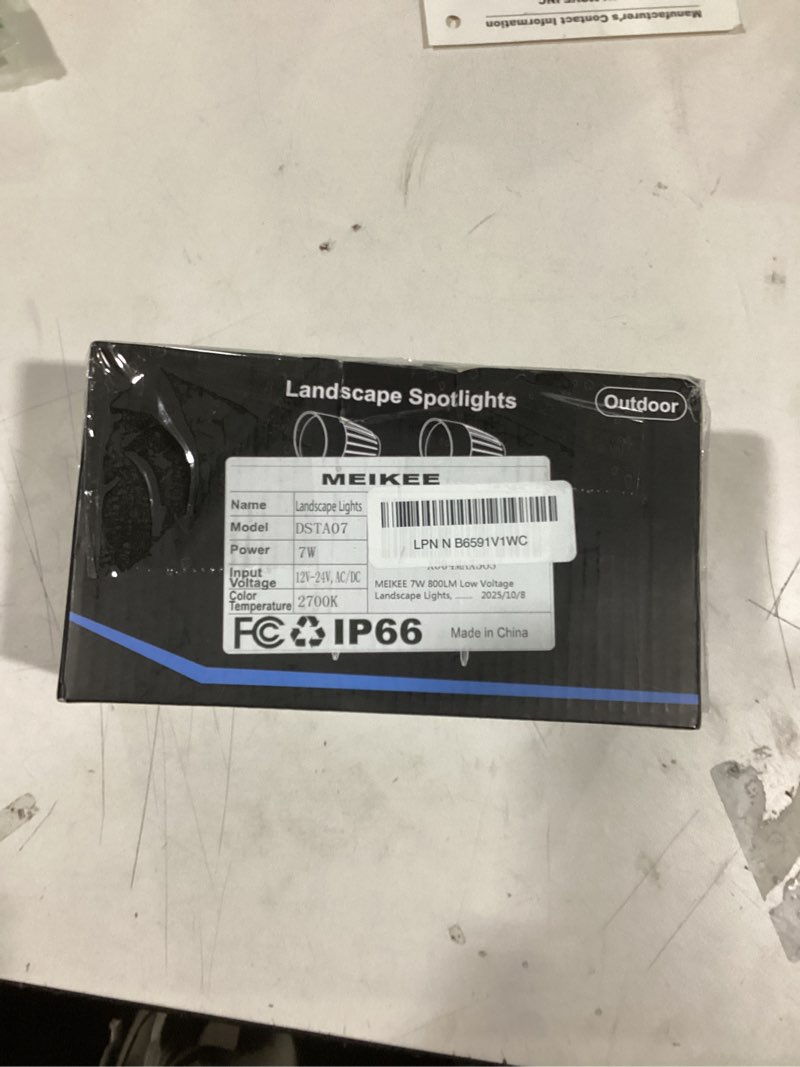 Manufacturer's Contact Information
Landscape Spotlights
Outdoor
MEIKEE
Name Landscape Lights
Model DSTA07
Power 7W
Input Voltage 12V-24V, AC/DC
Color Temperature 2700K
LPN N B6591V1WC
MEIKEE 7W 800LM Low Voltage
Landscape Lights, ...... 2025/10/8
FC IP66 Made in China